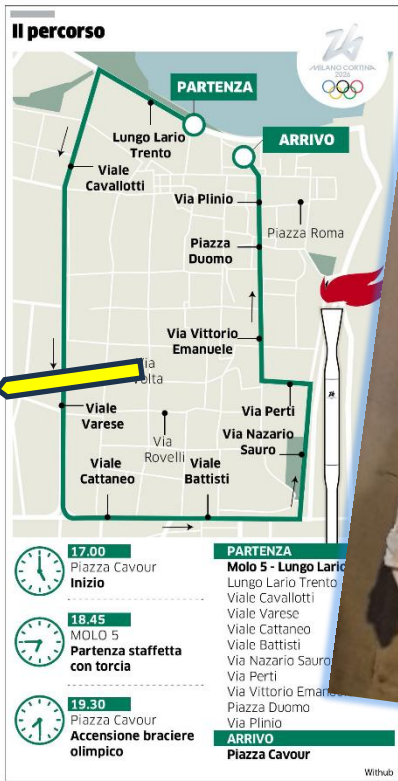 Il percorso
MILANO CORTINA
2026
PARTENZA
ARRIVO
Lungo Lario
Trento
Viale
Cavallotti
Via Plinio
Piazza Roma
Piazza
Duomo
Via Vittorio
Emanuele
Viale
Varese
Via Perti
Via
Rovelli
Via Nazario
Sauro
Viale
Cattaneo
Viale
Battisti
17.00
Piazza Cavour
Inizio
18.45
MOLO 5
Partenza staffetta
con torcia
19.30
Piazza Cavour
Accensione braciere
olimpico
PARTENZA
Molo 5 - Lungo Lario
Lungo Lario Trento
Viale Cavallotti
Viale Varese
Viale Cattaneo
Viale Battisti
Via Nazario Sauro
Via Perti
Via Vittorio
Piazza Duomo
Via Plinio
ARRIVO
Piazza Cavour
Withub